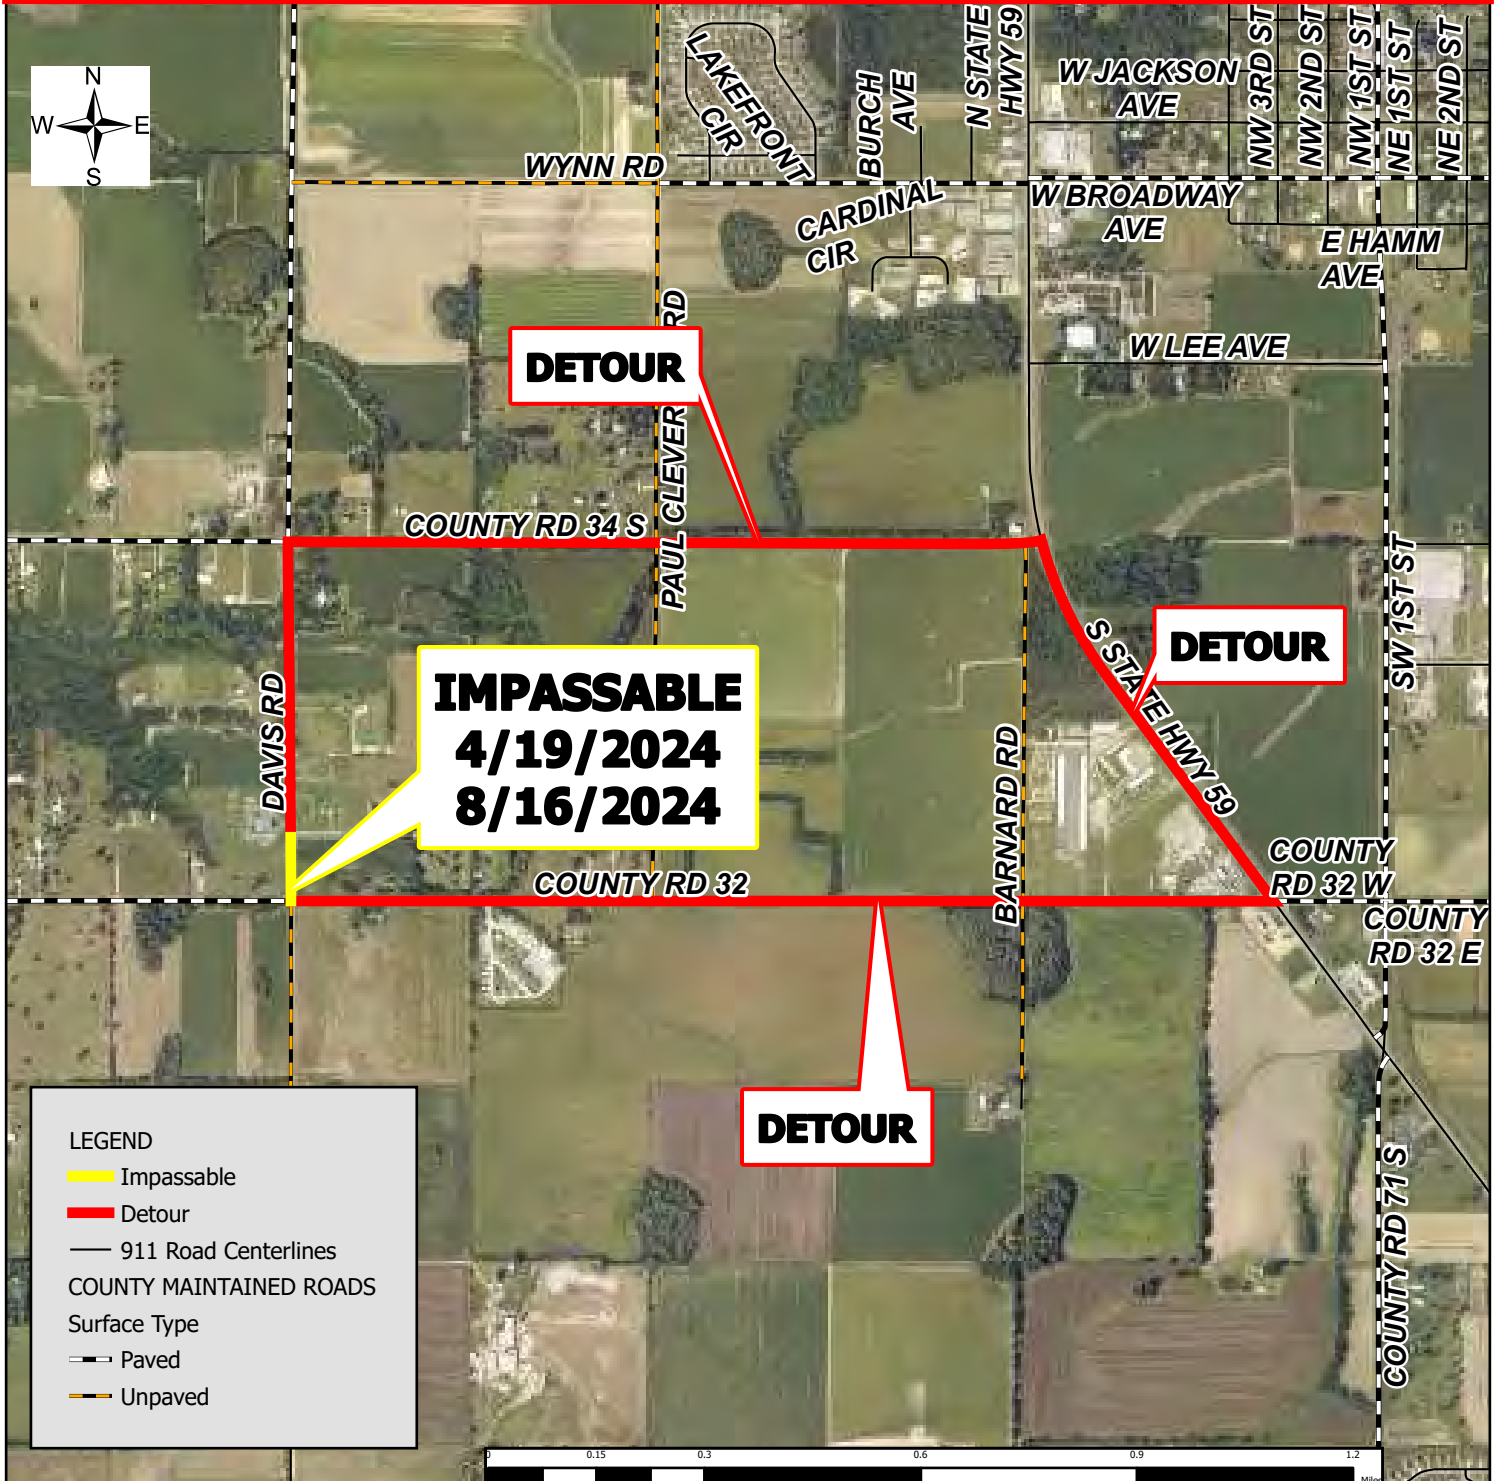 N
W E
S
LAKEFRONT
CIR
BURCH
AVE
N STATE
HWY 59
W JACKSON
AVE
NW 3RD ST
NW 2ND ST
NW 1ST ST
NE 1ST ST
NE 2ND ST
WYNN RD
CARDINAL
CIR
W BROADWAY
AVE
E HAMM
AVE
W LEE AVE
DETOUR
PAUL CLEVER RD
COUNTY RD 34 S
SW 1ST ST
DETOUR
S STATE HWY 59
DAVIS RD
IMPASSABLE
4/19/2024
8/16/2024
BARNARD RD
COUNTY RD 32
COUNTY
RD 32 W
COUNTY
RD 32 E
DETOUR
COUNTY RD 71 S
LEGEND
Impassable
Detour
911 Road Centerlines
COUNTY MAINTAINED ROADS
Surface Type
Paved
Unpaved
0 0.15 0.3 0.6 0.9 1.2